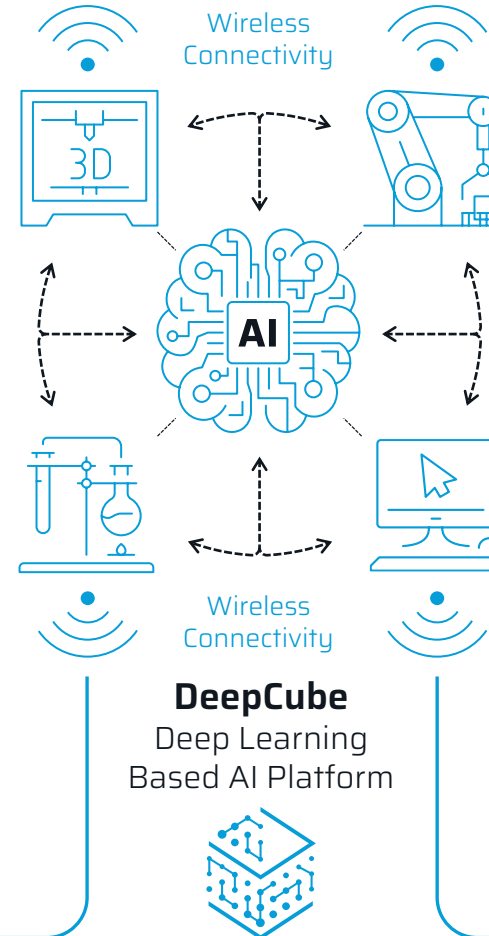 Wireless
Connectivity
3D
AI
Wireless
Connectivity
DeepCube
Deep Learning
Based AI Platform